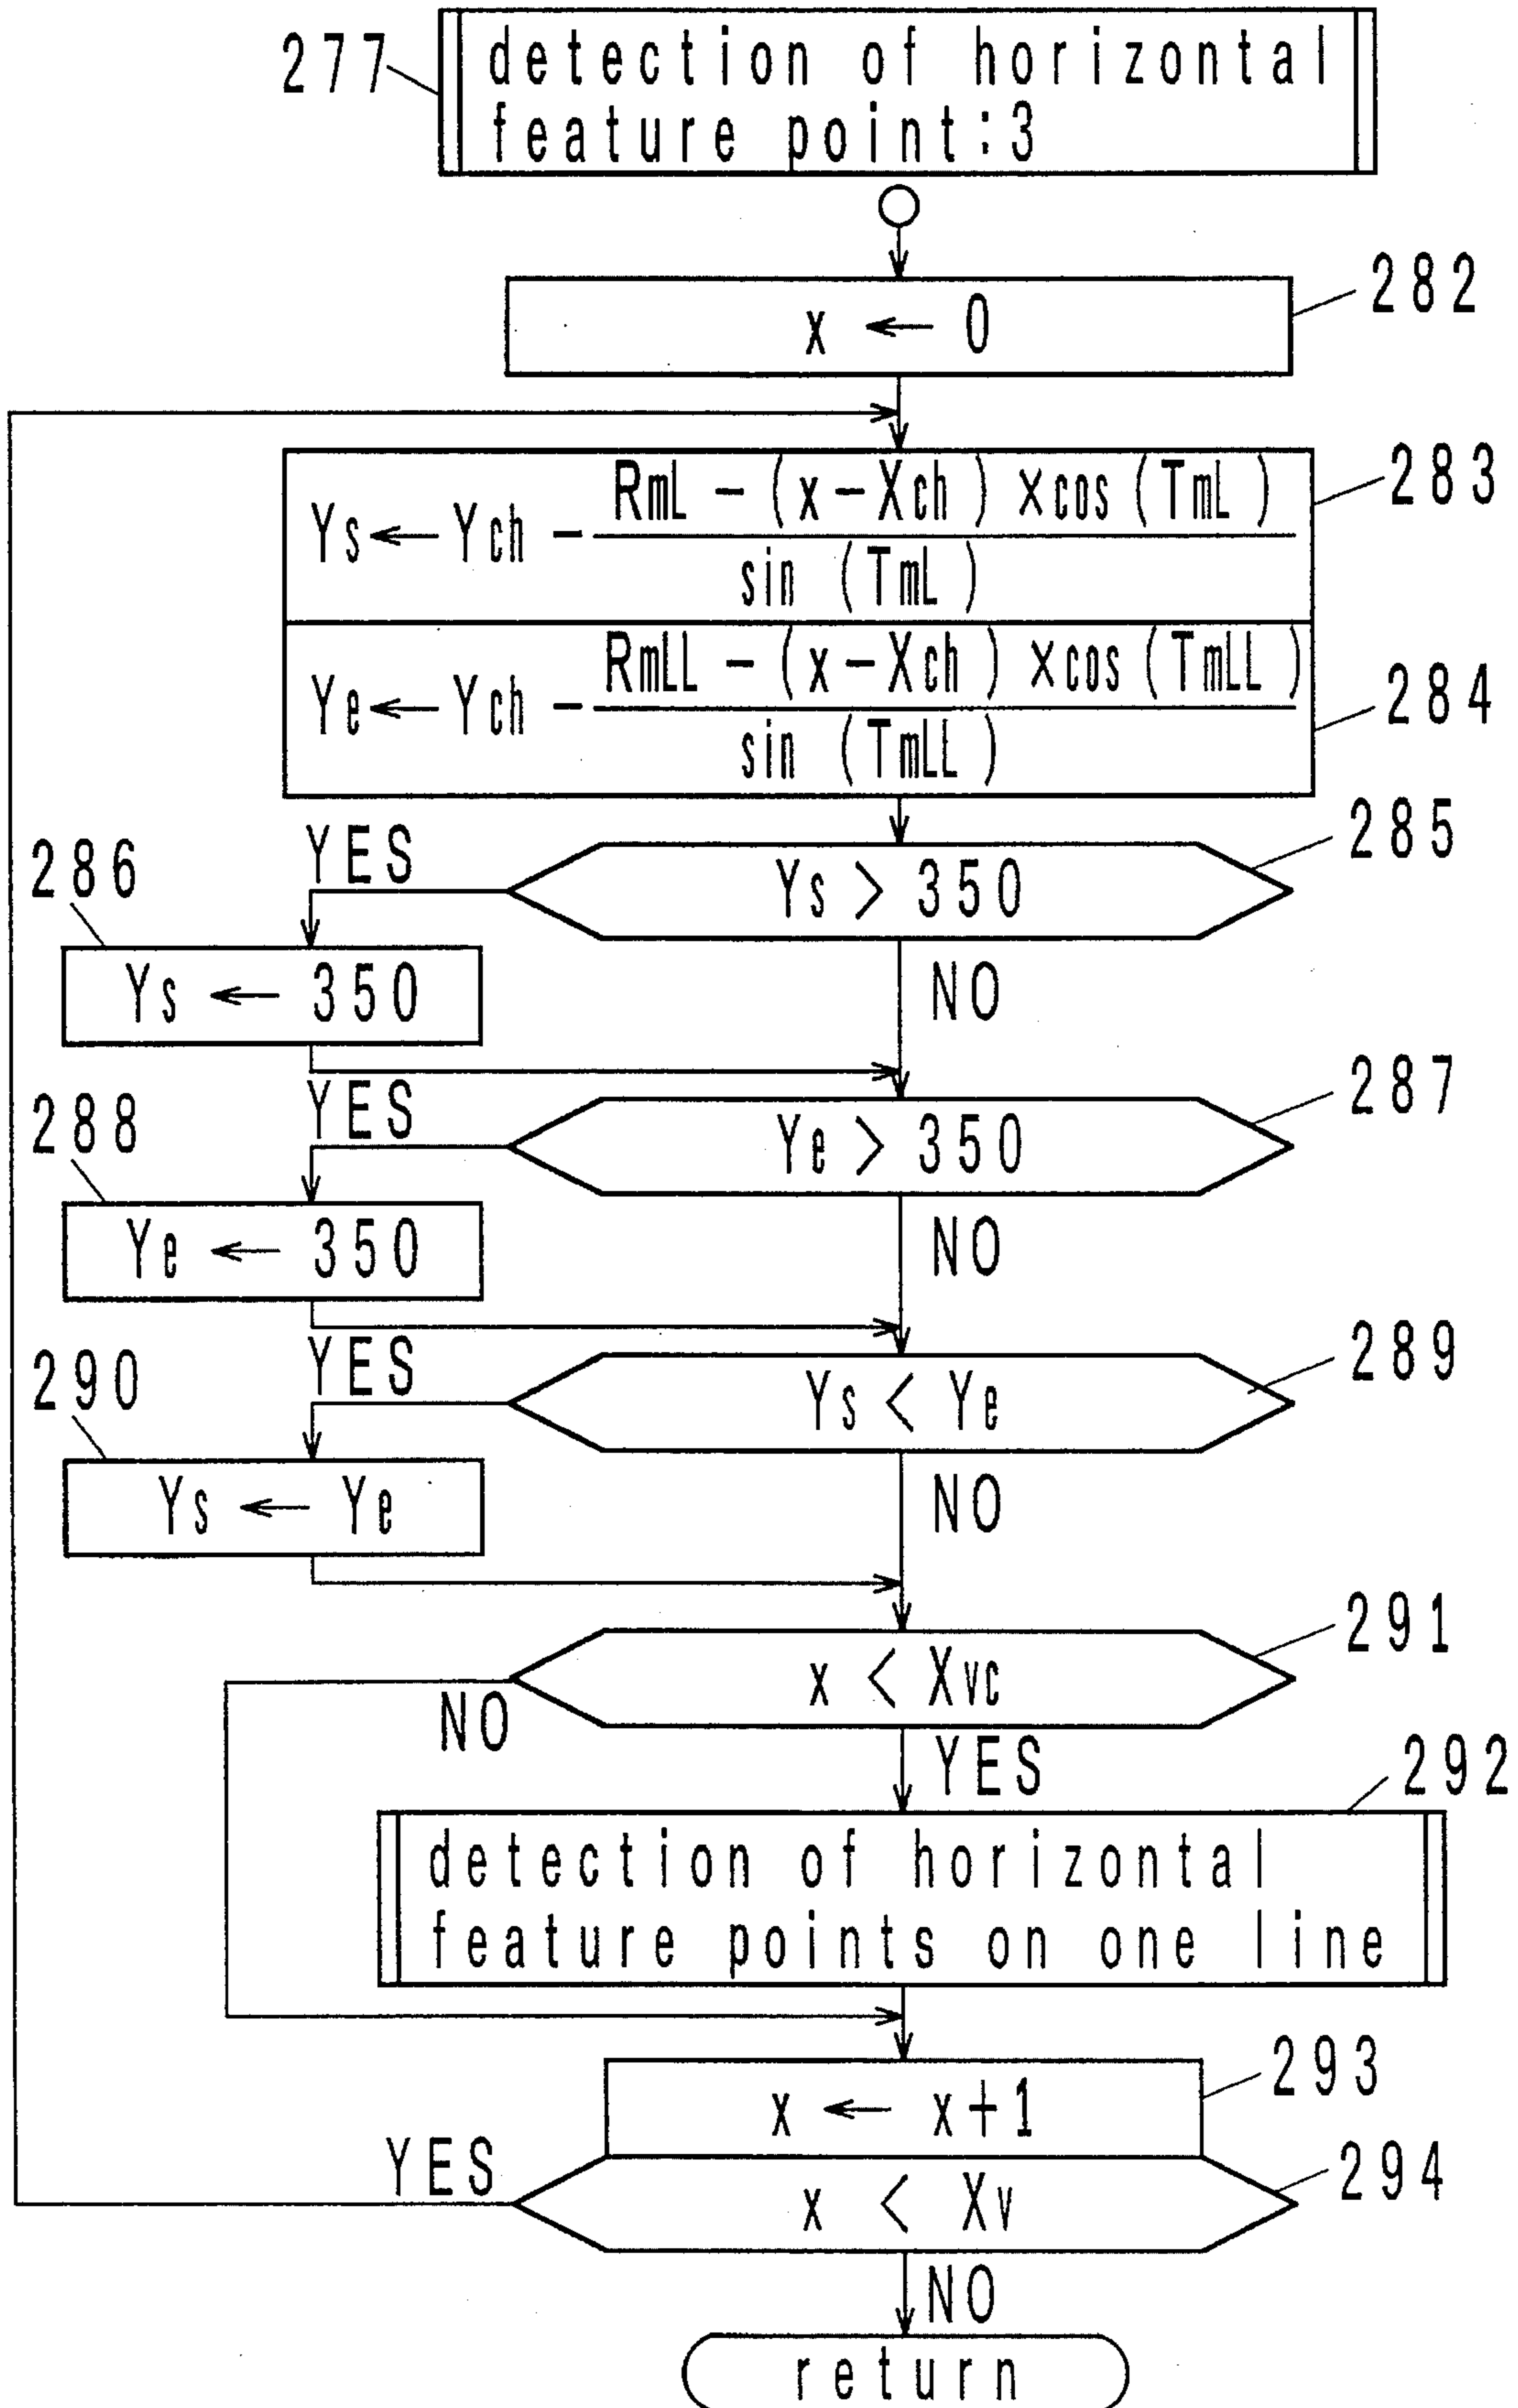 277
detection of horizontal
feature point:3
282
x ← 0
283
Ys ← Ych − RmL − (x − Xch) × cos (TmL)
sin (TmL)
284
Ye ← Ych − RmLL − (x − Xch) × cos (TmLL)
sin (TmLL)
285
YES
Ys > 350
286
NO
Ys ← 350
287
YES
Ye > 350
288
NO
Ye ← 350
289
YES
Ys < Ye
290
NO
Ys ← Ye
291
x < Xvc
NO
YES
292
detection of horizontal
feature points on one line
293
x ← x+1
YES
294
x < Xv
NO
return